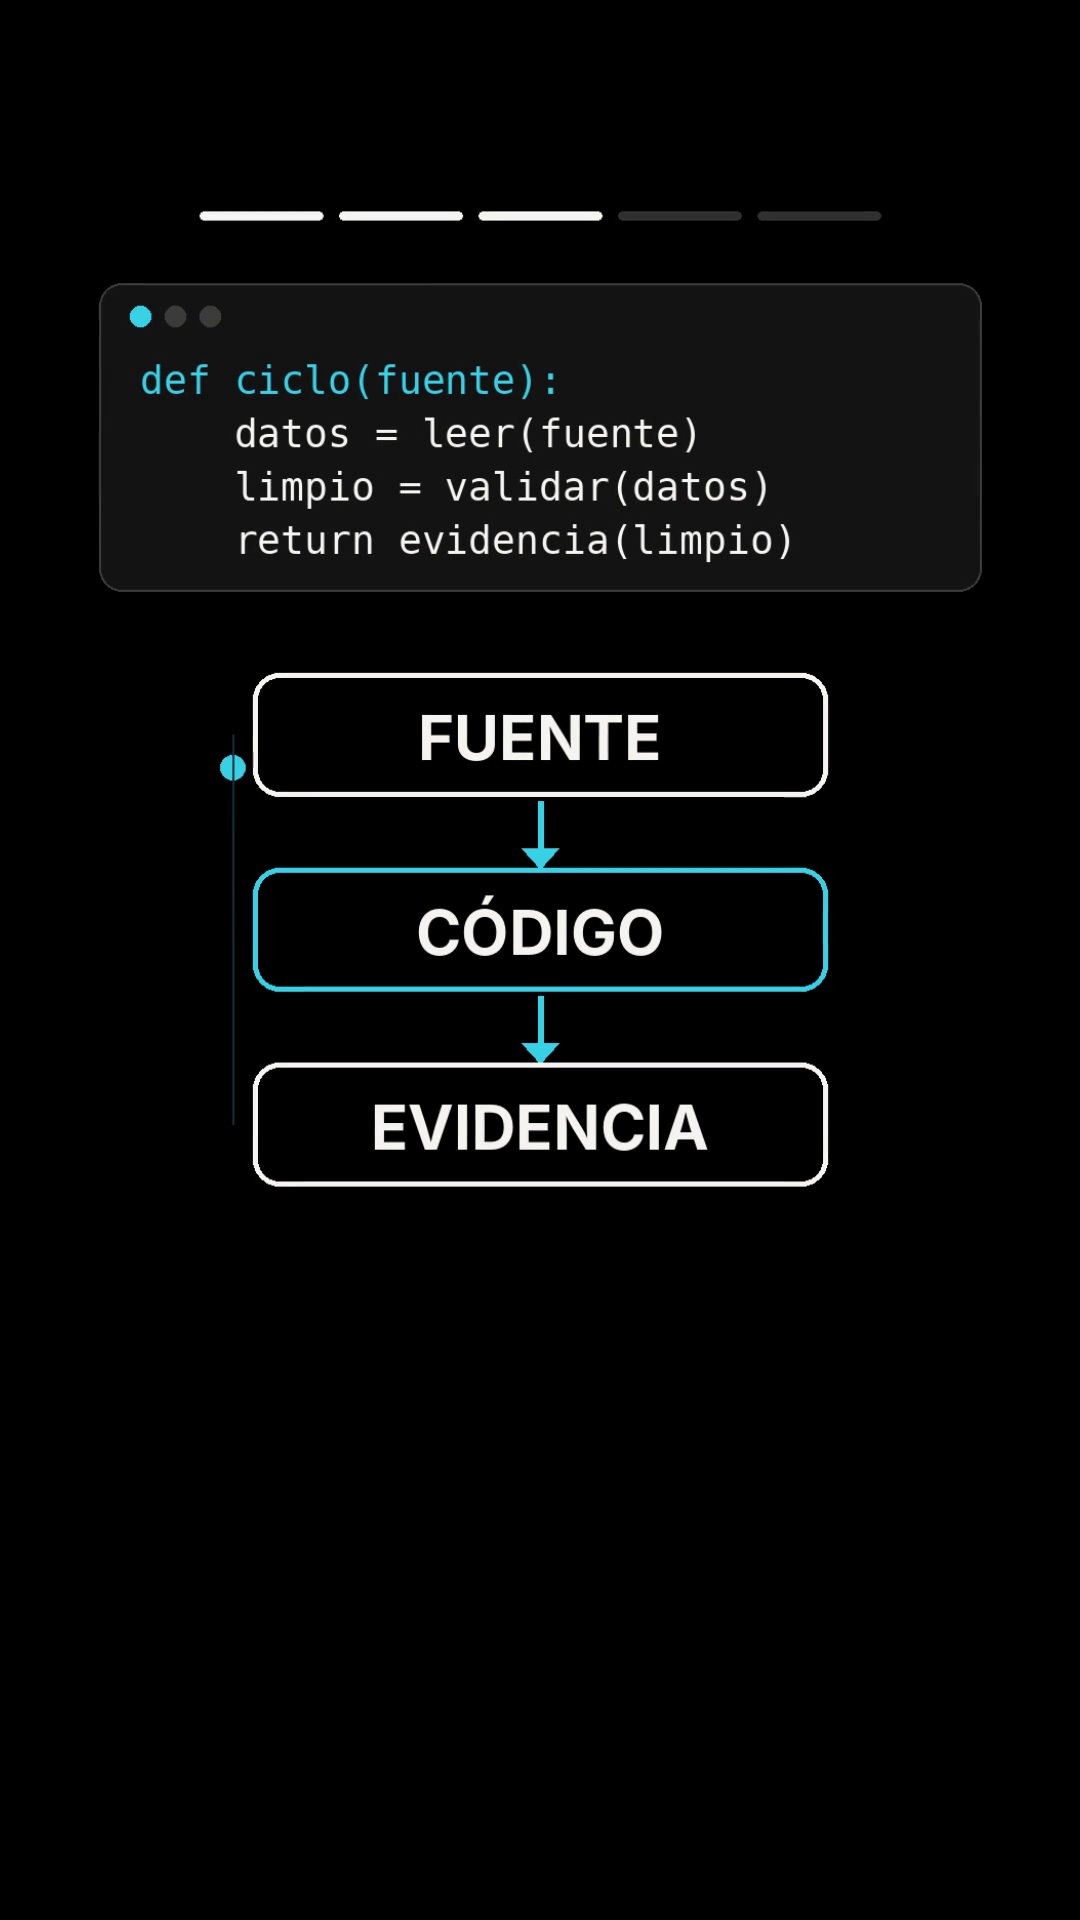 def ciclo(fuente):
    datos = leer(fuente)
    limpio = validar(datos)
    return evidencia(limpio)
FUENTE
CÓDIGO
EVIDENCIA